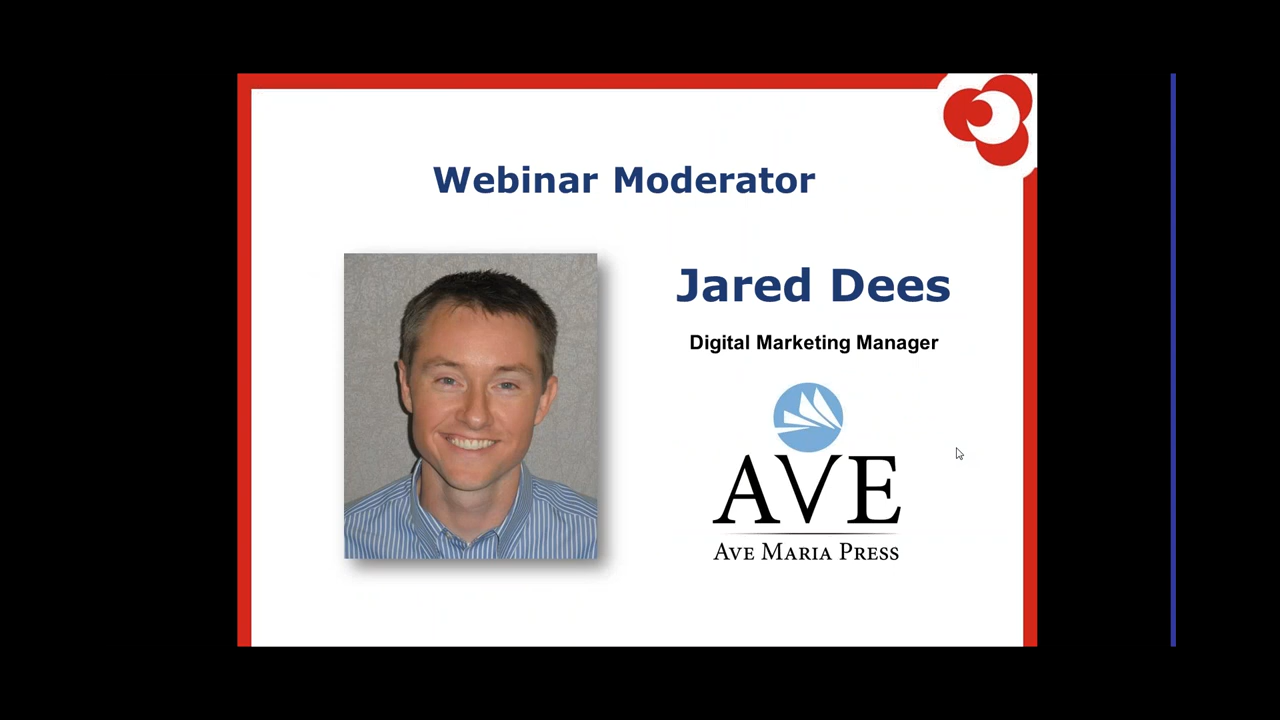 Webinar Moderator
Jared Dees
Digital Marketing Manager
AVE
AVE MARIA PRESS